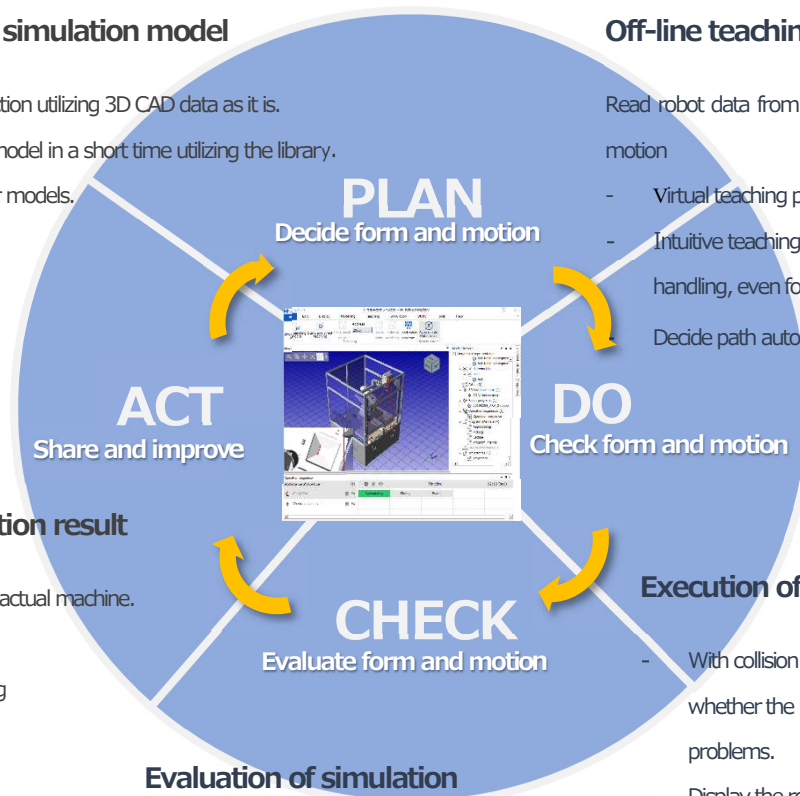 simulation model
tion utilizing 3D CAD data as it is.
model in a short time utilizing the library.
models.
Off-line teachin
Read robot data from
motion
- Virtual teaching p
- Intuitive teaching
handling, even fo
- Decide path auto
PLAN
Decide form and motion
ACT
Share and improve
DO
Check form and motion
tion result
actual machine.
g
CHECK
Evaluate form and motion
Execution of
- With collision
whether the
problems.
Display the re
Evaluation of simulation